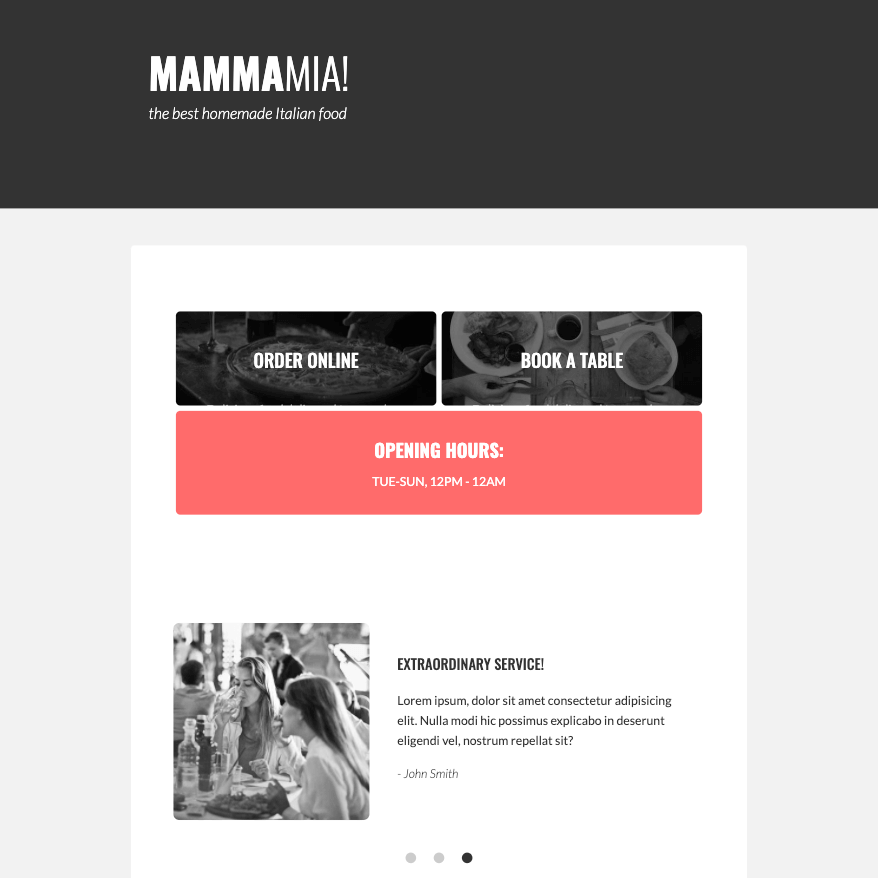 MAMMAMIA!
the best homemade Italian food
ORDER ONLINE
BOOK A TABLE
OPENING HOURS:
TUE-SUN, 12PM - 12AM
EXTRAORDINARY SERVICE!
Lorem ipsum, dolor sit amet consectetur adipisicing
elit. Nulla modi hic possimus explicabo in deserunt
eligendi vel, nostrum repellat sit?
- John Smith